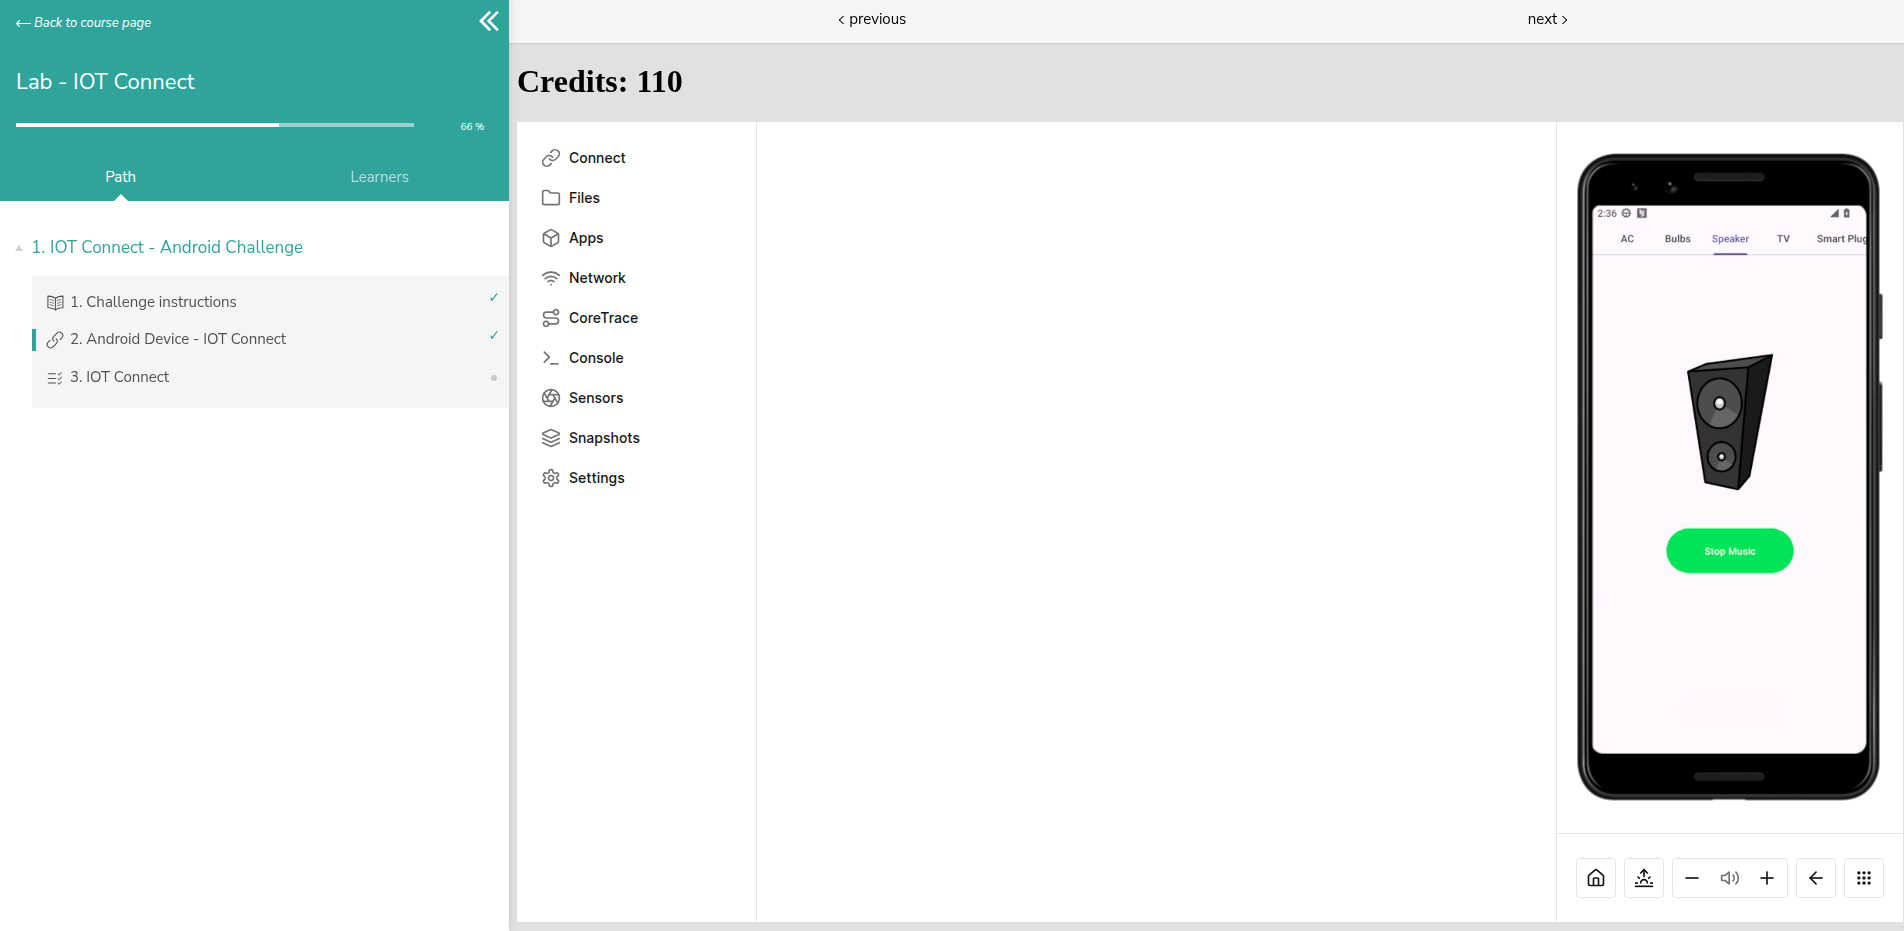 Back to course page
Lab - IOT Connect
66 %
Path
Learners
1. IOT Connect - Android Challenge
1. Challenge instructions
2. Android Device - IOT Connect
3. IOT Connect
previous
next
Credits: 110
Connect
Files
Apps
Network
CoreTrace
Console
Sensors
Snapshots
Settings
2:36
AC Bulbs Speaker TV Smart Plug
Stop Music